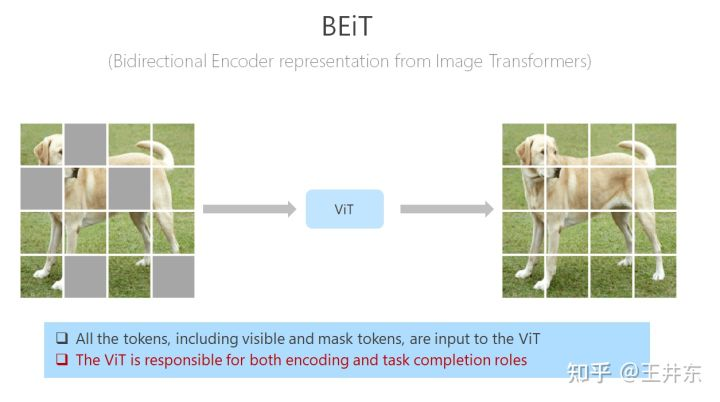 BEiT
(Bidirectional Encoder representation from Image Transformers)
ViT
❑ All the tokens, including visible and mask tokens, are input to the ViT
❑ The ViT is responsible for both encoding and task completion roles
知乎 @王井东